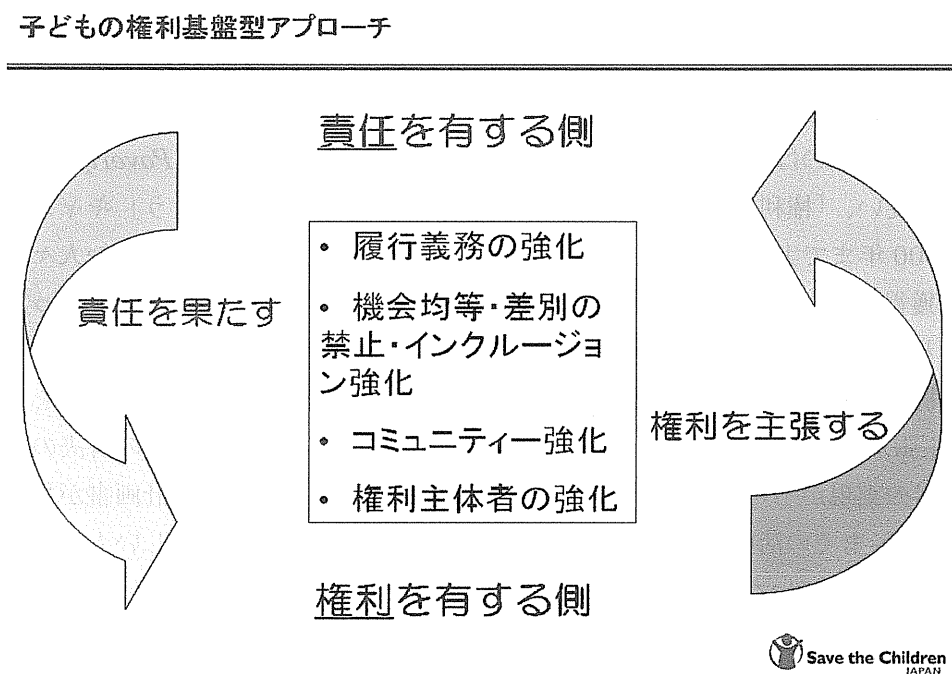 子どもの権利基盤型アプローチ
責任を有する側
責任を果たす
• 履行義務の強化
• 機会均等・差別の
禁止・インクルージョ
ン強化
• コミュニティー強化
• 権利主体者の強化
権利を主張する
権利を有する側
Save the Children
JAPAN